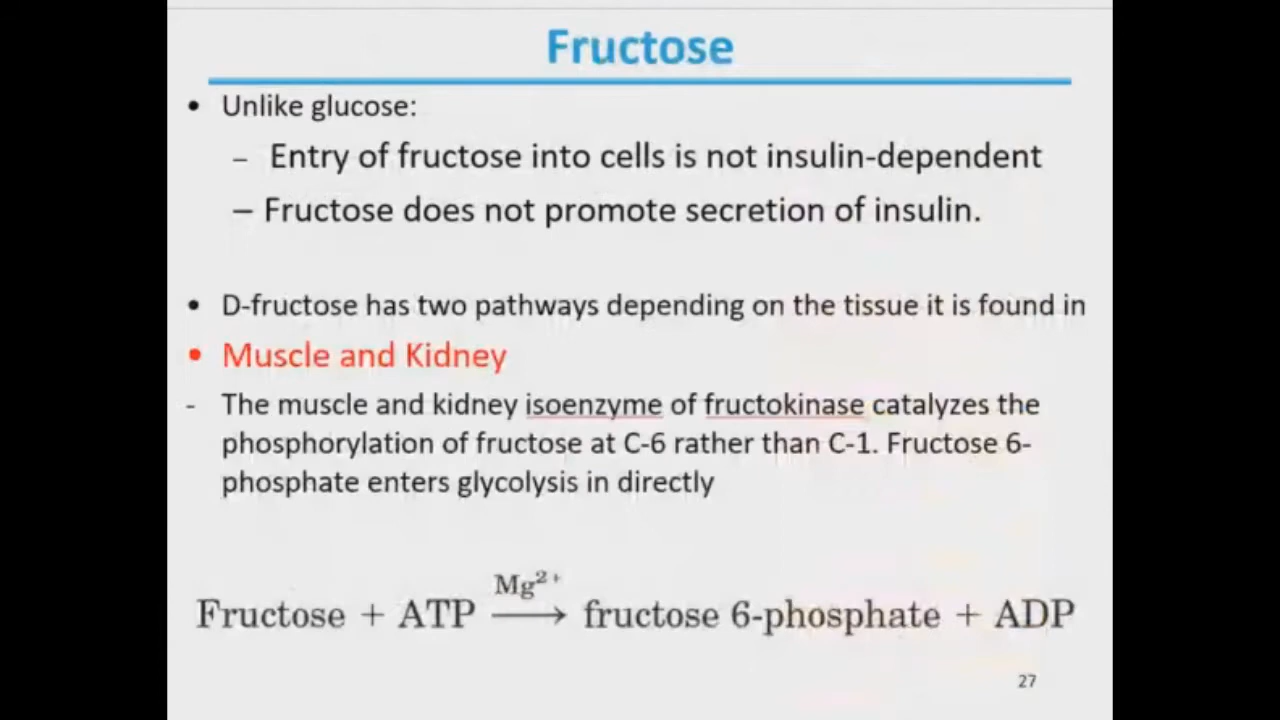 Fructose
• Unlike glucose:
– Entry of fructose into cells is not insulin-dependent
– Fructose does not promote secretion of insulin.
• D-fructose has two pathways depending on the tissue it is found in
• Muscle and Kidney
- The muscle and kidney isoenzyme of fructokinase catalyzes the
phosphorylation of fructose at C-6 rather than C-1. Fructose 6-
phosphate enters glycolysis in directly
Mg²⁺
Fructose + ATP ⟶ fructose 6-phosphate + ADP
27